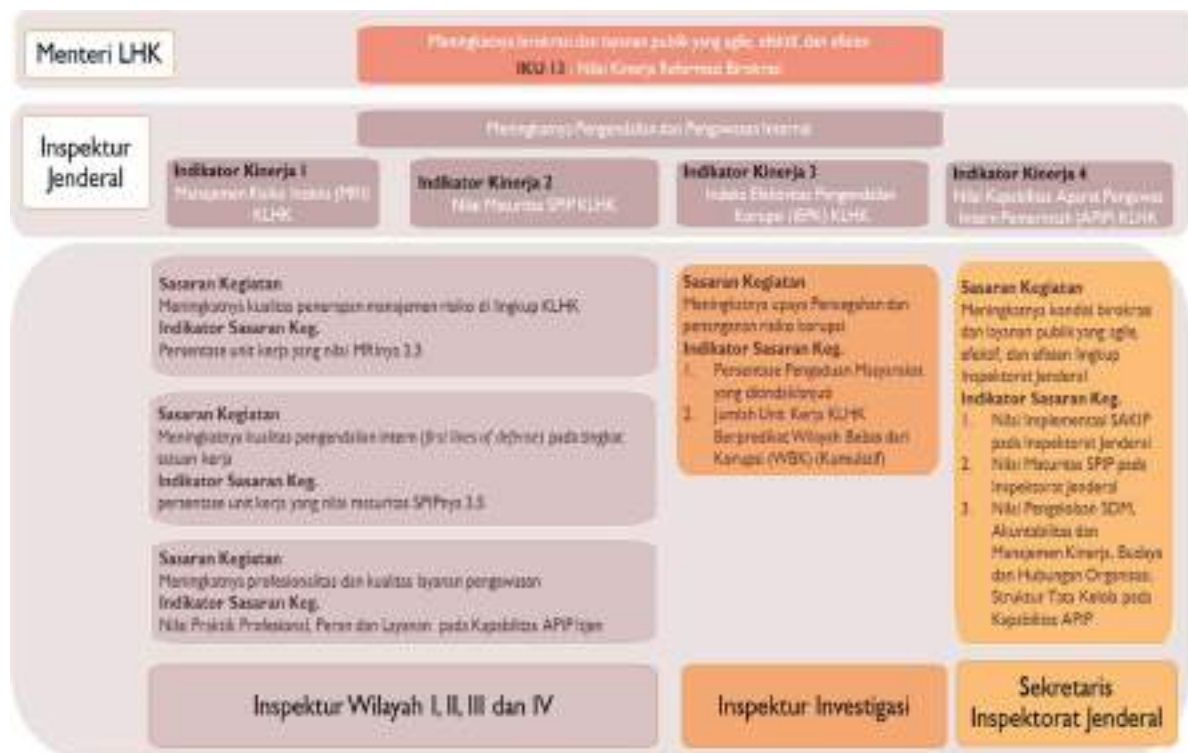 Menteri LHK
Meningkatnya birokrasi dan layanan publik yang agile, efektif, dan efisien
IKU 13 : Nilai Kinerja Reformasi Birokrasi
Inspektur
Jenderal
Meningkatnya Pengendalian dan Pengawasan Internal
Indikator Kinerja 1
Manajemen Risiko Indeks (MRI)
KLHK
Indikator Kinerja 2
Nilai Maturitas SPIP KLHK
Indikator Kinerja 3
Indeks Efektivitas Pengendalian
Korupsi (IEPK) KLHK
Indikator Kinerja 4
Nilai Kapabilitas Aparat Pengawas
Intern Pemerintah (APIP) KLHK
Sasaran Kegiatan
Meningkatnya kualitas penerapan manajemen risiko di lingkup KLHK
Indikator Sasaran Keg.
Persentase unit kerja yang nilai MRInya 3.3
Sasaran Kegiatan
Meningkatnya kualitas pengendalian intern (first lines of defense) pada tingkat
satuan kerja
Indikator Sasaran Keg.
persentase unit kerja yang nilai maturitas SPIPnya 3.5
Sasaran Kegiatan
Meningkatnya profesionalitas dan kualitas layanan pengawasan
Indikator Sasaran Keg.
Nilai Praktik Profesional, Peran dan Layanan pada Kapabilitas APIP Itjen
Inspektur Wilayah I, II, III dan IV
Sasaran Kegiatan
Meningkatnya upaya Pencegahan dan
penanganan risiko korupsi
Indikator Sasaran Keg.
1. Persentase Pengaduan Masyarakat
yang ditindaklanjuti
2. Jumlah Unit Kerja KLHK
Berpredikat Wilayah Bebas dari
Korupsi (WBK) (Kumulatif)
Inspektur Investigasi
Sasaran Kegiatan
Meningkatnya kondisi birokrasi
dan layanan publik yang agile,
efektif, dan efisien lingkup
Inspektorat Jenderal
Indikator Sasaran Keg.
1. Nilai Implementasi SAKIP
pada Inspektorat Jenderal
2. Nilai Maturitas SPIP pada
Inspektorat Jenderal
3. Nilai Pengelolaan SDM,
Akuntabilitas dan
Manajemen Kinerja, Budaya
dan Hubungan Organisasi,
Struktur Tata Kelola pada
Kapabilitas APIP
Sekretaris
Inspektorat Jenderal